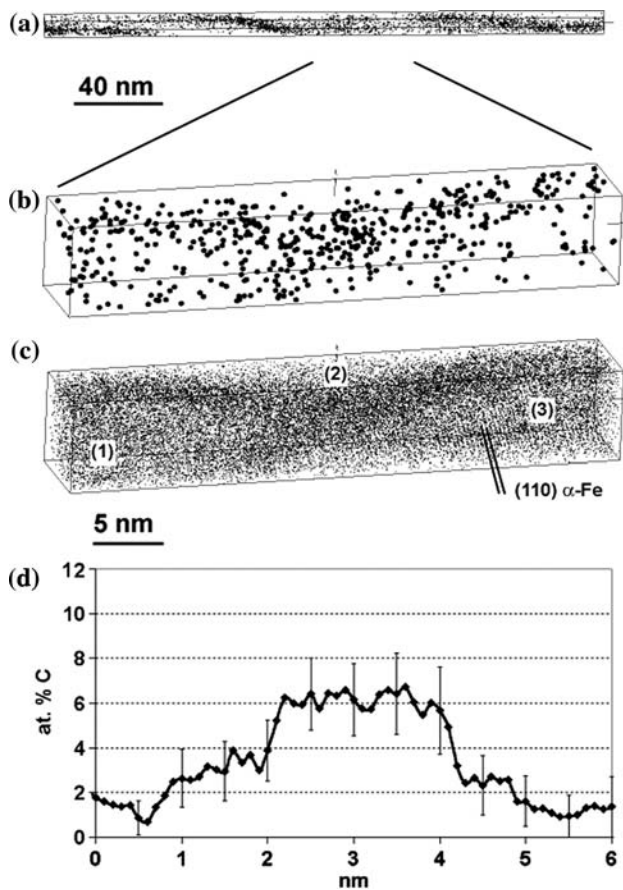 (a)
40 nm
(b)
(c)
(2)
(3)
(1)
(110) α-Fe
5 nm
(d)
12
10
8
6
4
2
0
at. % C
0 1 2 3 4 5 6
nm